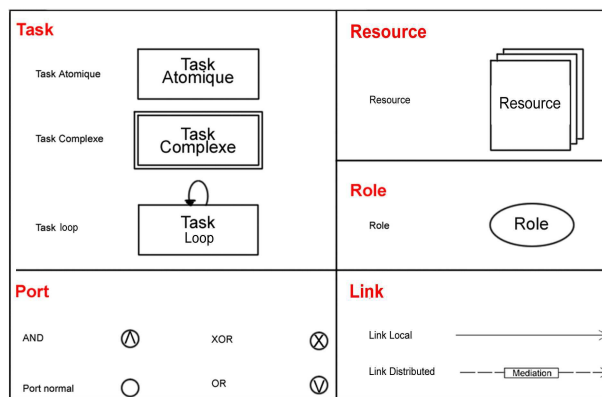 Task
Task Atomique
Task
Atomique
Task Complexe
Task
Complexe
Task loop
Task
Loop
Resource
Resource
Resource
Role
Role
Role
Port
AND
XOR
Port normal
OR
Link
Link Local
Link Distributed
Mediation